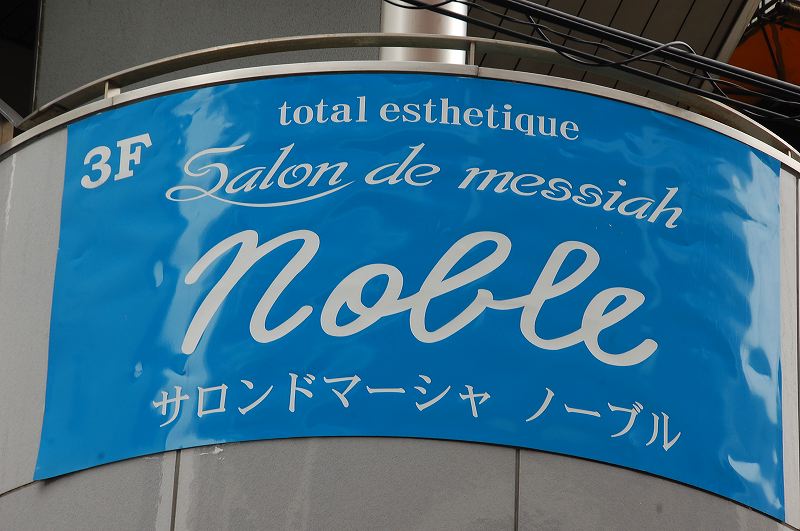 3F
total esthetique
Salon de messiah
noble
サロンドマーシャ ノーブル